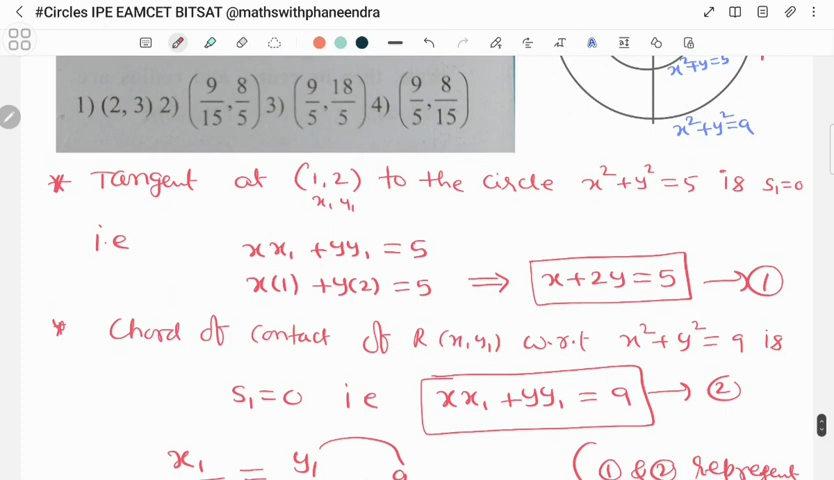 #Circles IPE EAMCET BITSAT @mathswithphaneendra
x²+y²=5
1) (2, 3) 2) (9/15, 8/5) 3) (9/5, 18/5) 4) (9/5, 8/15)
x²+y²=9
* Tangent at (1,2) to the circle x²+y²=5 is S₁=0
x₁ y₁
i.e
xx₁ + yy₁ = 5
x(1) + y(2) = 5 ⇒ x+2y=5 → ①
* Chord of contact of R(x₁y₁) w.r.t x²+y²=9 is
S₁=0 i e xx₁ + yy₁ = 9 → ②
x₁ = y₁ 9
(① & ② represent